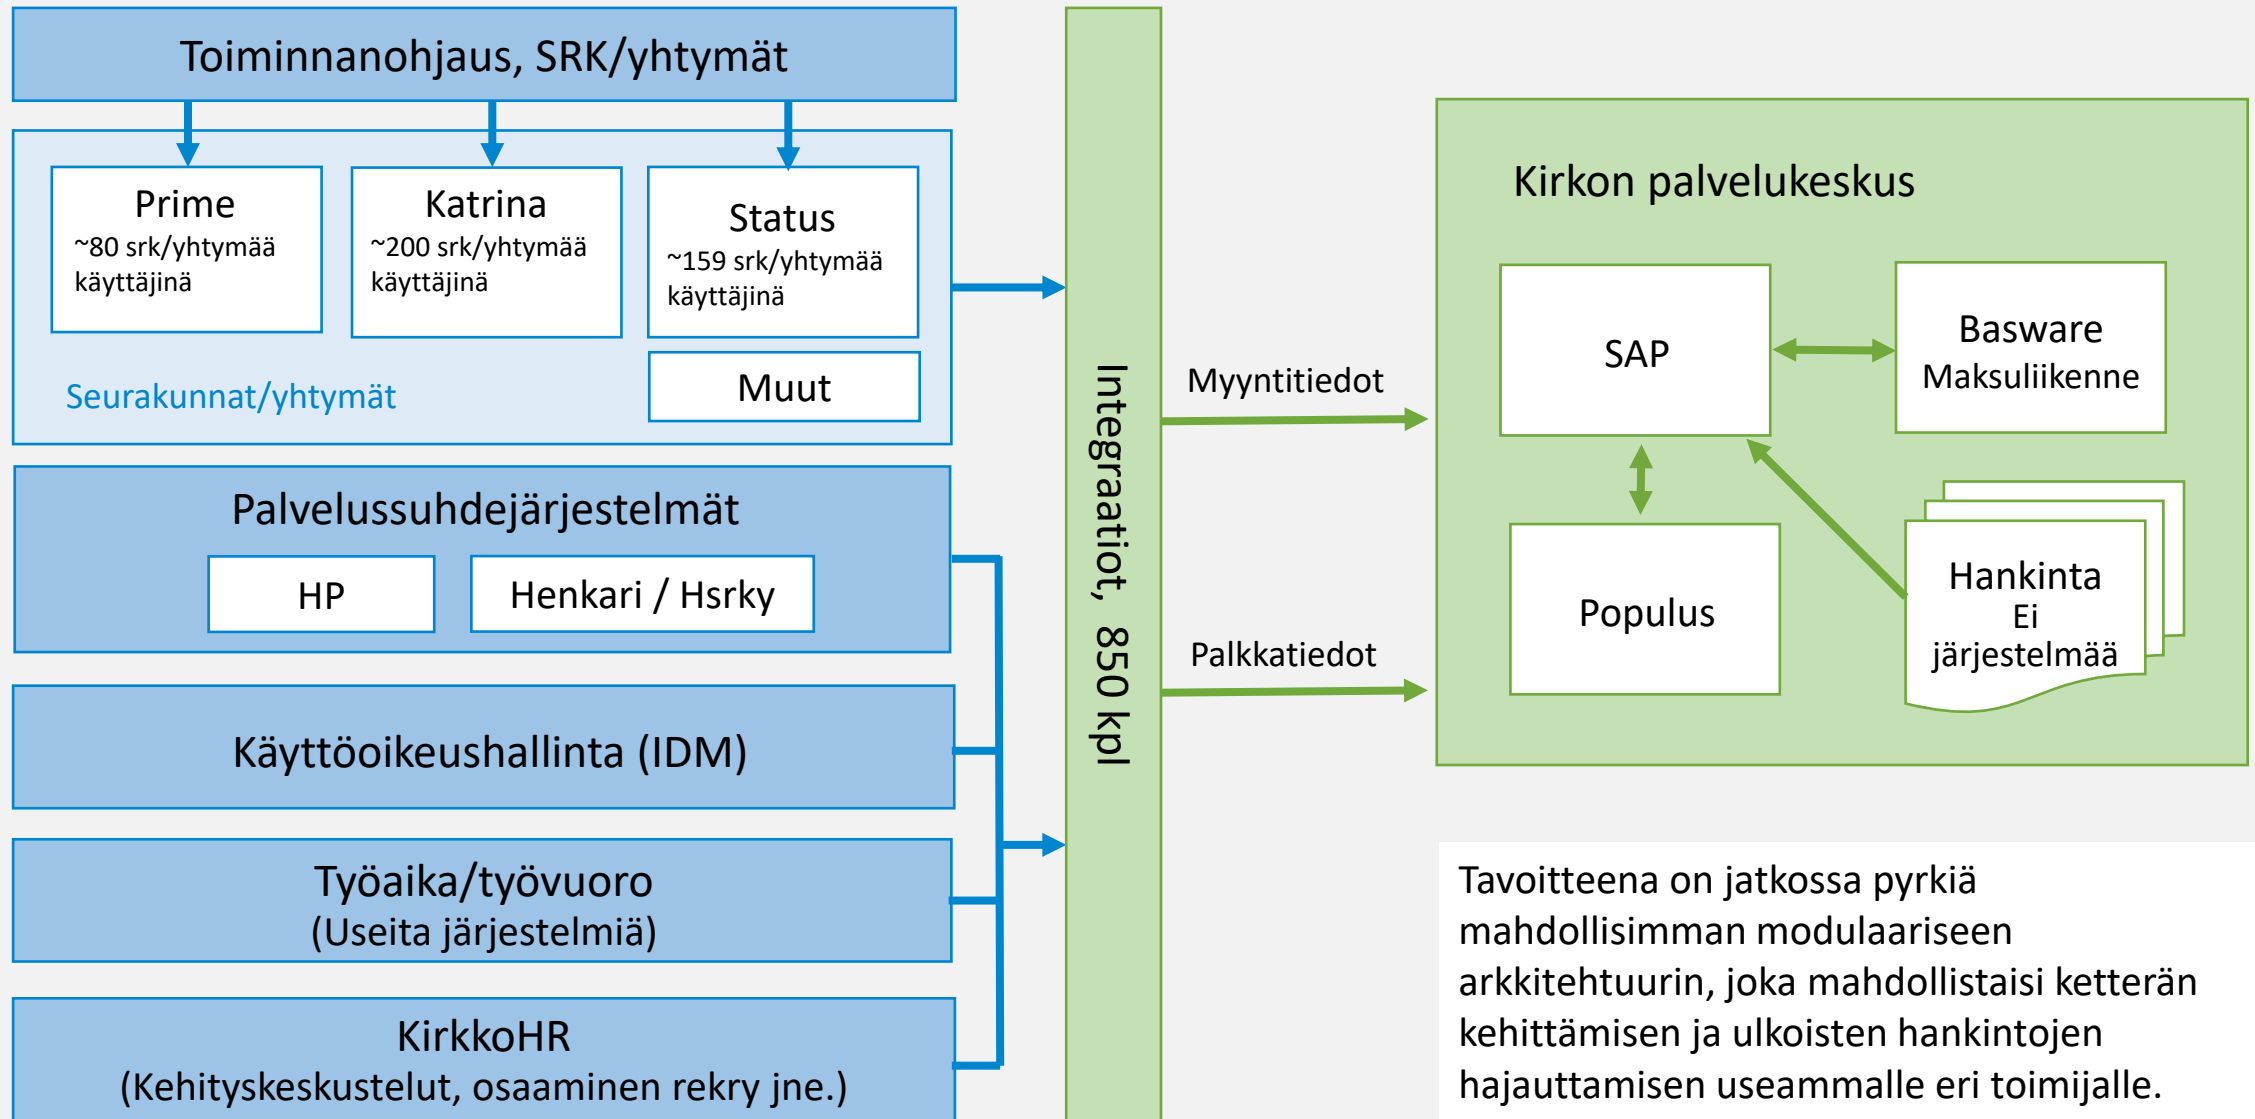 Toiminnanohjaus, SRK/yhtymät
Prime
~80 srk/yhtymää
käyttäjinä
Katrina
~200 srk/yhtymää
käyttäjinä
Status
~159 srk/yhtymää
käyttäjinä
Muut
Seurakunnat/yhtymät
Palvelussuhdejärjestelmät
HP
Henkari / Hsrky
Käyttöoikeushallinta (IDM)
Työaika/työvuoro
(Useita järjestelmiä)
KirkkoHR
(Kehityskeskustelut, osaaminen rekry jne.)
Integraatiot, 850 kpl
Myyntitiedot
Palkkatiedot
Kirkon palvelukeskus
SAP
Basware
Maksuliikenne
Populus
Hankinta
Ei
järjestelmää
Tavoitteena on jatkossa pyrkiä
mahdollisimman modulaariseen
arkkitehtuurin, joka mahdollistaisi ketterän
kehittämisen ja ulkoisten hankintojen
hajauttamisen useammalle eri toimijalle.